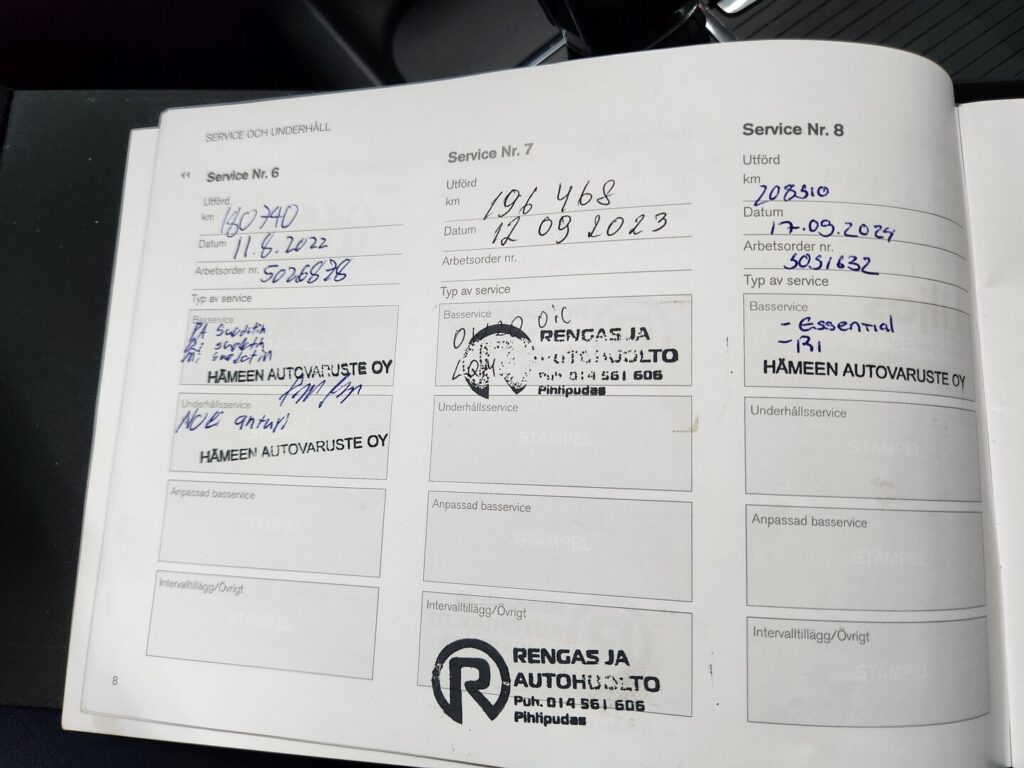 SERVICE OCH UNDERHÅLL
Service Nr. 6
Utförd
km 180740
Datum 11.8.2022
Arbetsorder nr. 5026878
Typ av service
Basservice
HÄMEEN AUTOVARUSTE OY
Underhållsservice
NOX anturi
HÄMEEN AUTOVARUSTE OY
Anpassad basservice
STÄMPEL
Intervalltillägg/Övrigt
STÄMPEL
8
Service Nr. 7
Utförd
km 196 468
Datum 12 09 2023
Arbetsorder nr.
Typ av service
Basservice
OIL
RENGAS JA
AUTOHUOLTO
Puh. 014 561 606
Pihtipudas
Underhållsservice
STÄMPEL
Anpassad basservice
STÄMPEL
Intervalltillägg/Övrigt
R RENGAS JA
AUTOHUOLTO
Puh. 014 561 606
Pihtipudas
Service Nr. 8
Utförd
km
208510
Datum
17.09.2024
Arbetsorder nr.
5051632
Typ av service
Basservice
- Essential
- R1
HÄMEEN AUTOVARUSTE OY
Underhållsservice
STÄMPEL
Anpassad basservice
STÄMPEL
Intervalltillägg/Övrigt
STÄMPEL